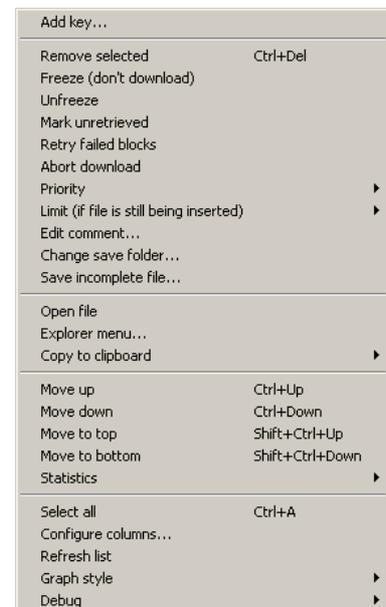 Add key...
Remove selected Ctrl+Del
Freeze (don't download)
Unfreeze
Mark unretrieved
Retry failed blocks
Abort download
Priority
Limit (if file is still being inserted)
Edit comment...
Change save folder...
Save incomplete file...
Open file
Explorer menu...
Copy to clipboard
Move up Ctrl+Up
Move down Ctrl+Down
Move to top Shift+Ctrl+Up
Move to bottom Shift+Ctrl+Down
Statistics
Select all Ctrl+A
Configure columns...
Refresh list
Graph style
Debug